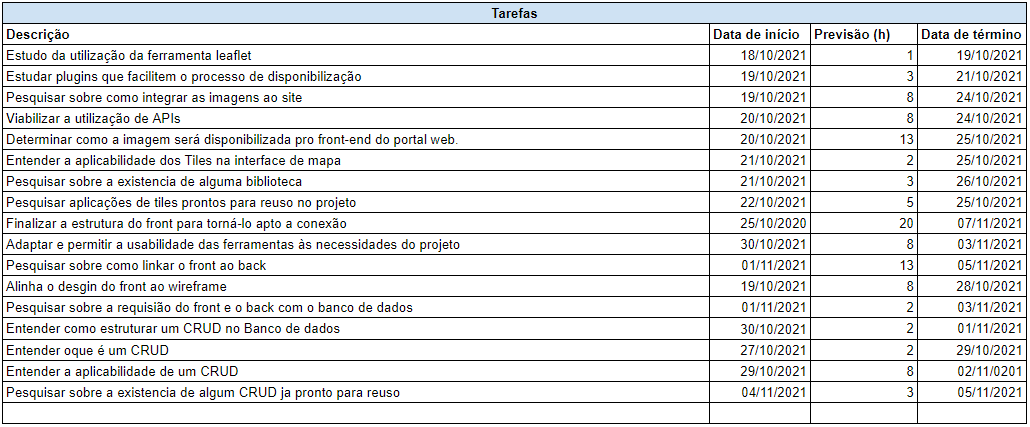 Tarefas
Descrição Data de início Previsão (h) Data de término
Estudo da utilização da ferramenta leaflet 18/10/2021 1 19/10/2021
Estudar plugins que facilitem o processo de disponibilização 19/10/2021 3 21/10/2021
Pesquisar sobre como integrar as imagens ao site 19/10/2021 8 24/10/2021
Viabilizar a utilização de APIs 20/10/2021 8 24/10/2021
Determinar como a imagem será disponibilizada pro front-end do portal web. 20/10/2021 13 25/10/2021
Entender a aplicabilidade dos Tiles na interface de mapa 21/10/2021 2 25/10/2021
Pesquisar sobre a existencia de alguma biblioteca 21/10/2021 3 26/10/2021
Pesquisar aplicações de tiles prontos para reuso no projeto 22/10/2021 5 25/10/2021
Finalizar a estrutura do front para torná-lo apto a conexão 25/10/2020 20 07/11/2021
Adaptar e permitir a usabilidade das ferramentas às necessidades do projeto 30/10/2021 8 03/11/2021
Pesquisar sobre como linkar o front ao back 01/11/2021 13 05/11/2021
Alinha o desgin do front ao wireframe 19/10/2021 8 28/10/2021
Pesquisar sobre a requisião do front e o back com o banco de dados 01/11/2021 2 03/11/2021
Entender como estruturar um CRUD no Banco de dados 30/10/2021 2 01/11/2021
Entender oque é um CRUD 27/10/2021 2 29/10/2021
Entender a aplicabilidade de um CRUD 29/10/2021 8 02/11/0201
Pesquisar sobre a existencia de algum CRUD ja pronto para reuso 04/11/2021 3 05/11/2021